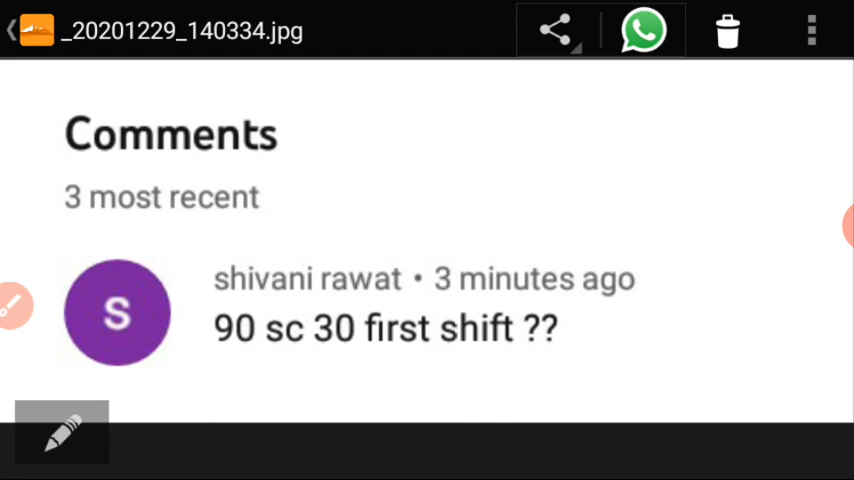 _20201229_140334.jpg
Comments
3 most recent
S
shivani rawat • 3 minutes ago
90 sc 30 first shift ??